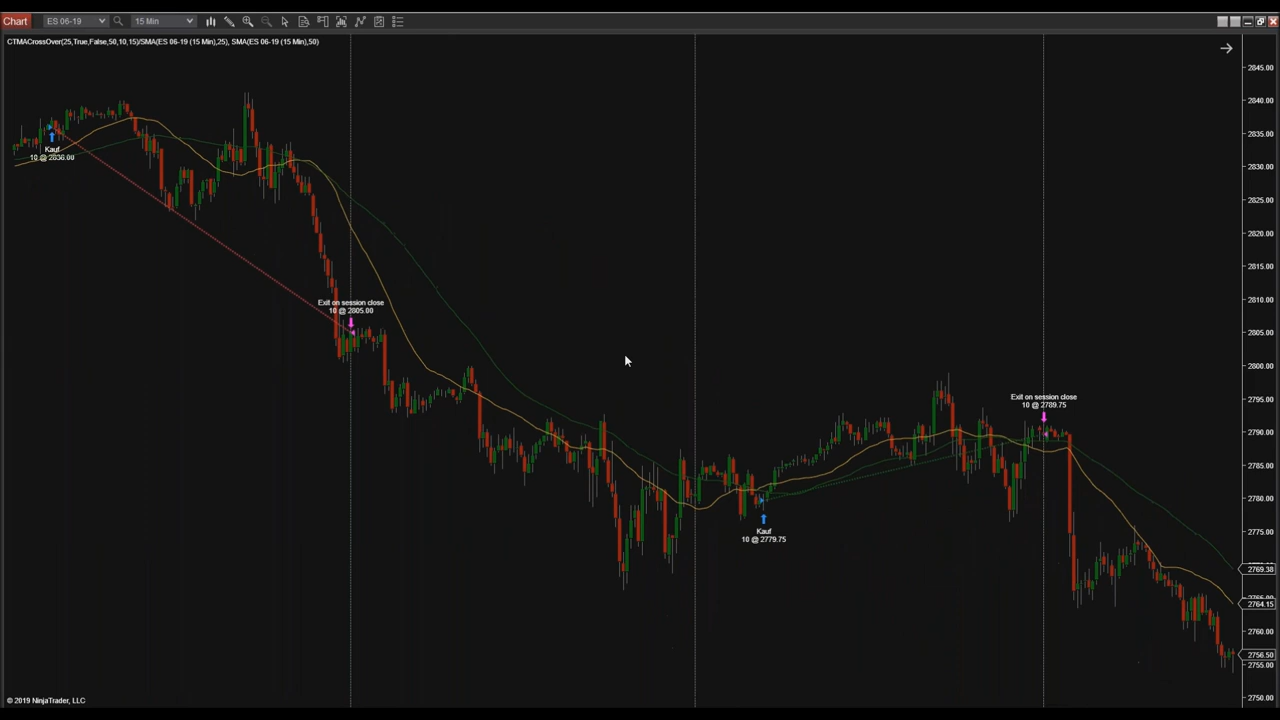 Chart ES 06-19 15 Min
CTMACrossOver(25,True,False,50,10,15)/SMA(ES 06-19 (15 Min),25), SMA(ES 06-19 (15 Min),50)
2845.00
2840.00
2835.00
2830.00
2825.00
2820.00
2815.00
2810.00
2805.00
2800.00
2795.00
2790.00
2785.00
2780.00
2775.00
2769.38
2765.00
2764.15
2760.00
2756.50
2755.00
2750.00
Kauf
10 @ 2836.00
Exit on session close
10 @ 2805.00
Kauf
10 @ 2779.75
Exit on session close
10 @ 2789.75
© 2019 NinjaTrader, LLC